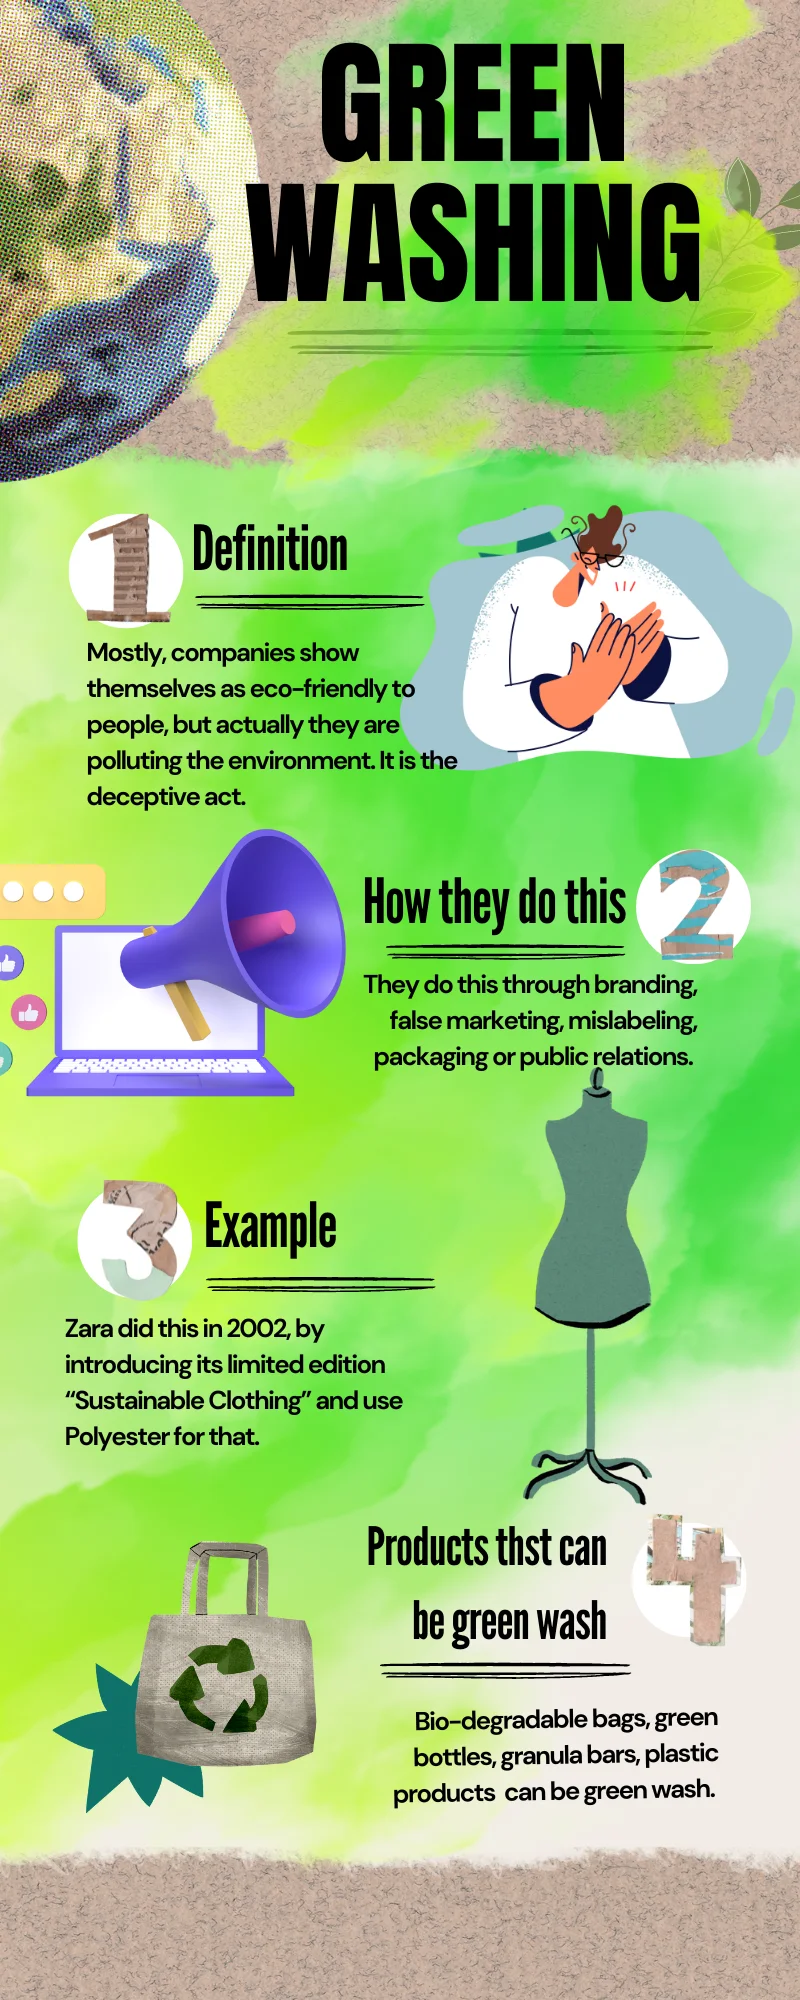 GREEN
WASHING
1
Definition
Mostly, companies show
themselves as eco-friendly to
people, but actually they are
polluting the environment. It is the
deceptive act.
How they do this
2
They do this through branding,
false marketing, mislabeling,
packaging or public relations.
3
Example
Zara did this in 2002, by
introducing its limited edition
“Sustainable Clothing” and use
Polyester for that.
Products thst can
be green wash
4
Bio-degradable bags, green
bottles, granula bars, plastic
products can be green wash.